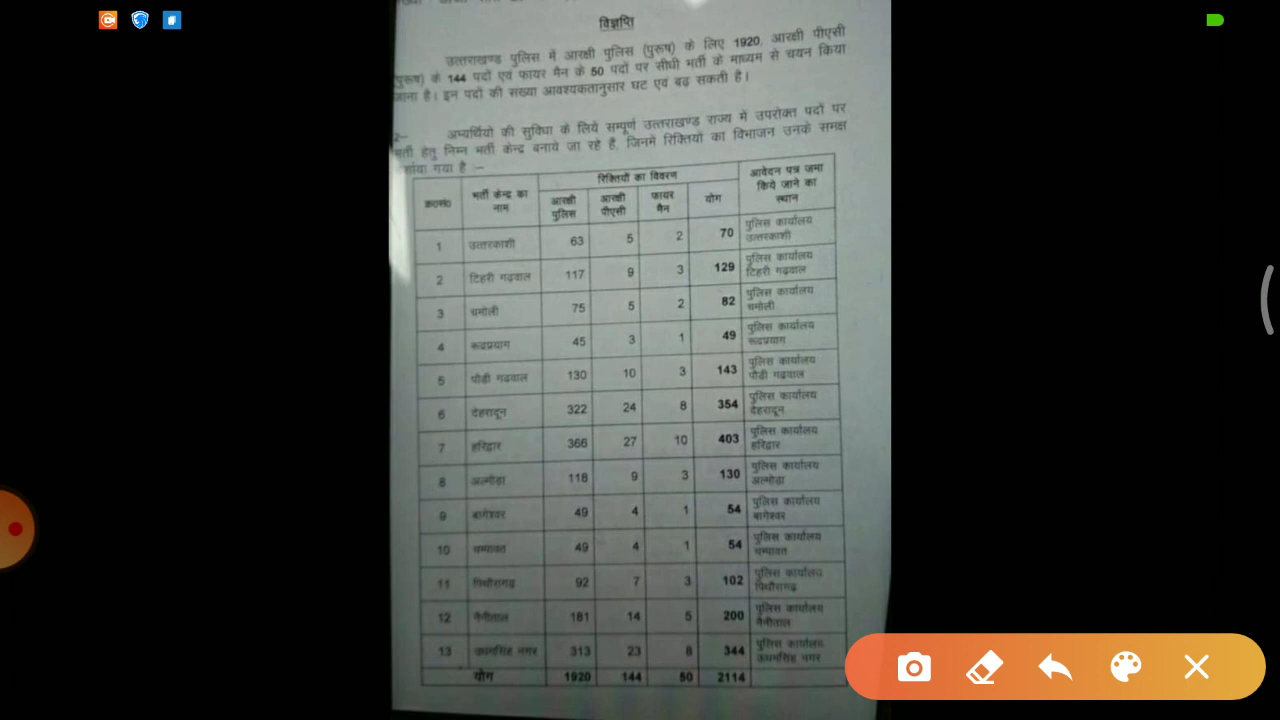 विज्ञप्ति
उत्तराखण्ड पुलिस में आरक्षी पुलिस (पुरूष) के लिए 1920, आरक्षी पीएसी
(पुरूष) के 144 पदों एवं फायर मैन के 50 पदों पर सीधी भर्ती के माध्यम से चयन किया
जाना है। इन पदों की संख्या आवश्यकतानुसार घट एवं बढ़ सकती है।
2— अभ्यर्थियों की सुविधा के लिये सम्पूर्ण उत्तराखण्ड राज्य में उपरोक्त पदों पर
भर्ती हेतु निम्न भर्ती केन्द्र बनाये जा रहे हैं, जिनमें रिक्तियों का विभाजन उनके समक्ष
गया है :—
क्र०सं० भर्ती केन्द्र का नाम रिक्तियों का विवरण आवेदन पत्र जमा किये जाने का स्थान
आरक्षी पुलिस आरक्षी पीएसी फायर मैन योग
1 उत्तरकाशी 63 5 2 70 पुलिस कार्यालय उत्तरकाशी
2 टिहरी गढ़वाल 117 9 3 129 पुलिस कार्यालय टिहरी गढ़वाल
3 चमोली 75 5 2 82 पुलिस कार्यालय चमोली
4 रूद्रप्रयाग 45 3 1 49 पुलिस कार्यालय रूद्रप्रयाग
5 पौड़ी गढ़वाल 130 10 3 143 पुलिस कार्यालय पौड़ी गढ़वाल
6 देहरादून 322 24 8 354 पुलिस कार्यालय देहरादून
7 हरिद्वार 366 27 10 403 पुलिस कार्यालय हरिद्वार
8 अल्मोड़ा 118 9 3 130 पुलिस कार्यालय अल्मोड़ा
9 बागेश्वर 49 4 1 54 पुलिस कार्यालय बागेश्वर
10 चम्पावत 49 4 1 54 पुलिस कार्यालय चम्पावत
11 पिथौरागढ़ 92 7 3 102 पुलिस कार्यालय पिथौरागढ़
12 नैनीताल 181 14 5 200 पुलिस कार्यालय नैनीताल
13 उधमसिंह नगर 313 23 8 344 पुलिस कार्यालय उधमसिंह नगर
योग 1920 144 50 2114